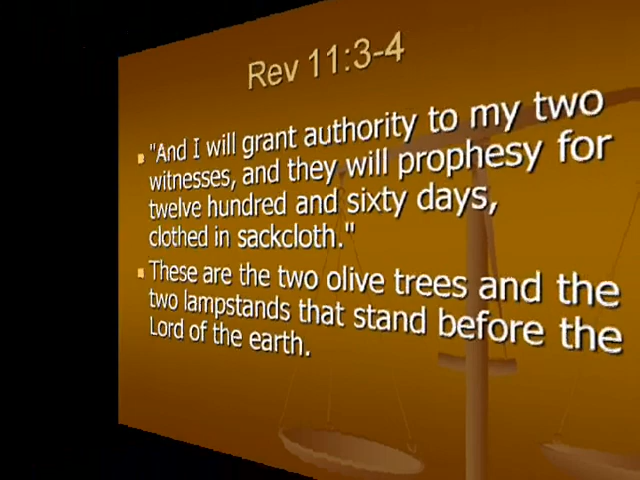 Rev 11:3-4
"And I will grant authority to my two
witnesses, and they will prophesy for
twelve hundred and sixty days,
clothed in sackcloth."
These are the two olive trees and the
two lampstands that stand before the
Lord of the earth.